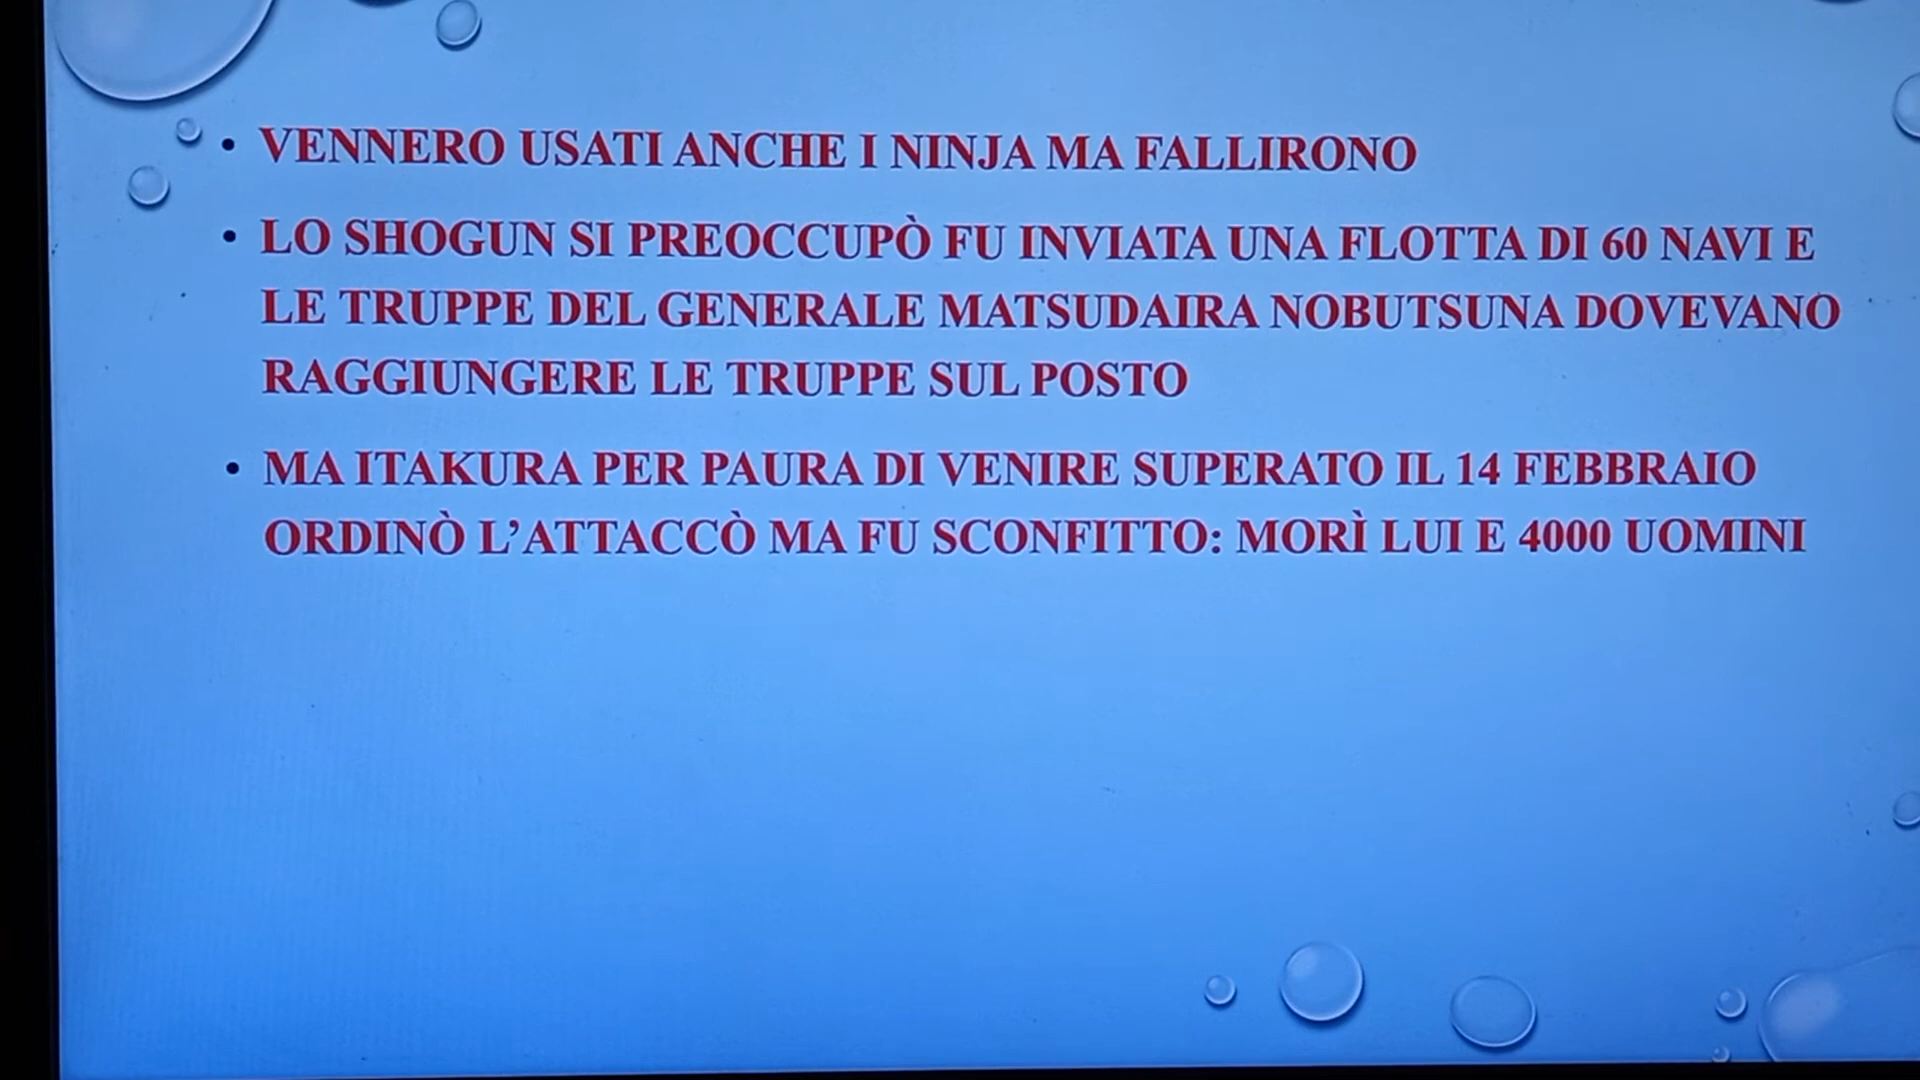 • VENNERO USATI ANCHE I NINJA MA FALLIRONO
• LO SHOGUN SI PREOCCUPÒ FU INVIATA UNA FLOTTA DI 60 NAVI E
LE TRUPPE DEL GENERALE MATSUDAIRA NOBUTSUNA DOVEVANO
RAGGIUNGERE LE TRUPPE SUL POSTO
• MA ITAKURA PER PAURA DI VENIRE SUPERATO IL 14 FEBBRAIO
ORDINÒ L’ATTACCÒ MA FU SCONFITTO: MORÌ LUI E 4000 UOMINI